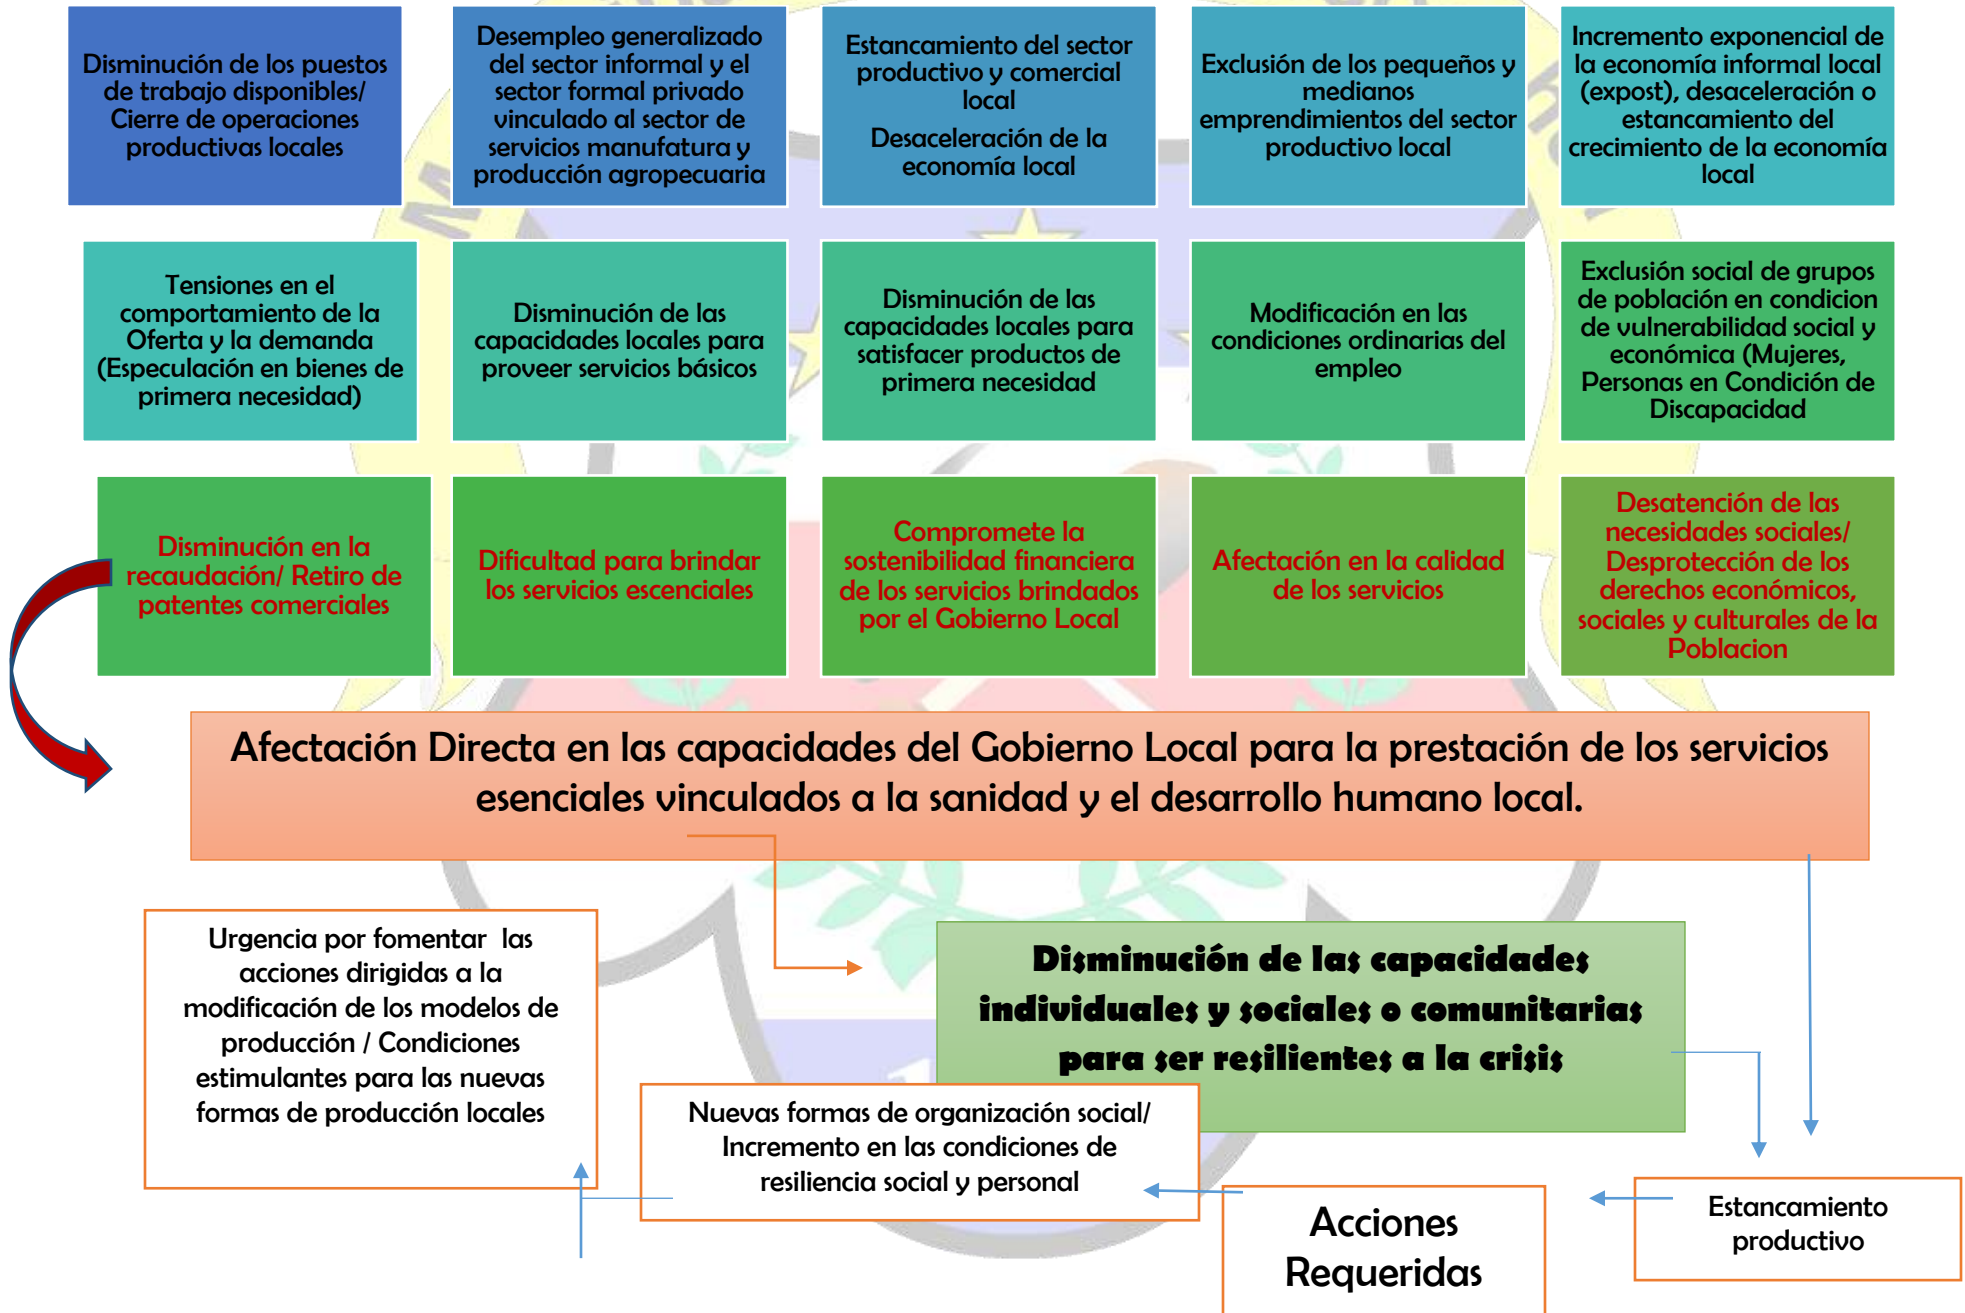 Disminución de los puestos
de trabajo disponibles/
Cierre de operaciones
productivas locales
Desempleo generalizado
del sector informal y el
sector formal privado
vinculado al sector de
servicios manufatura y
producción agropecuaria
Estancamiento del sector
productivo y comercial
local
Desaceleración de la
economía local
Exclusión de los pequeños y
medianos
emprendimientos del sector
productivo local
Incremento exponencial de
la economía informal local
(expost), desaceleración o
estancamiento del
crecimiento de la economía
local
Tensiones en el
comportamiento de la
Oferta y la demanda
(Especulación en bienes de
primera necesidad)
Disminución de las
capacidades locales para
proveer servicios básicos
Disminución de las
capacidades locales para
satisfacer productos de
primera necesidad
Modificación en las
condiciones ordinarias del
empleo
Exclusión social de grupos
de población en condicion
de vulnerabilidad social y
económica (Mujeres,
Personas en Condición de
Discapacidad
Disminución en la
recaudación/ Retiro de
patentes comerciales
Dificultad para brindar
los servicios escenciales
Compromete la
sostenibilidad financiera
de los servicios brindados
por el Gobierno Local
Afectación en la calidad
de los servicios
Desatención de las
necesidades sociales/
Desprotección de los
derechos económicos,
sociales y culturales de la
Poblacion
Afectación Directa en las capacidades del Gobierno Local para la prestación de los servicios
esenciales vinculados a la sanidad y el desarrollo humano local.
Urgencia por fomentar las
acciones dirigidas a la
modificación de los modelos de
producción / Condiciones
estimulantes para las nuevas
formas de producción locales
Disminución de las capacidades
individuales y sociales o comunitarias
para ser resilientes a la crisis
Nuevas formas de organización social/
Incremento en las condiciones de
resiliencia social y personal
Acciones
Requeridas
Estancamiento
productivo